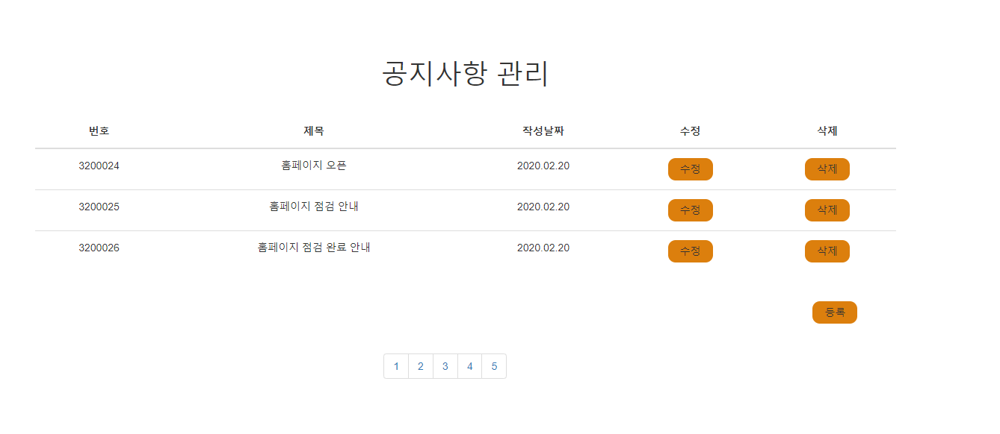 공지사항 관리
번호 제목 작성날짜 수정 삭제
3200024 홈페이지 오픈 2020.02.20 수정 삭제
3200025 홈페이지 점검 안내 2020.02.20 수정 삭제
3200026 홈페이지 점검 완료 안내 2020.02.20 수정 삭제
등록
1 2 3 4 5